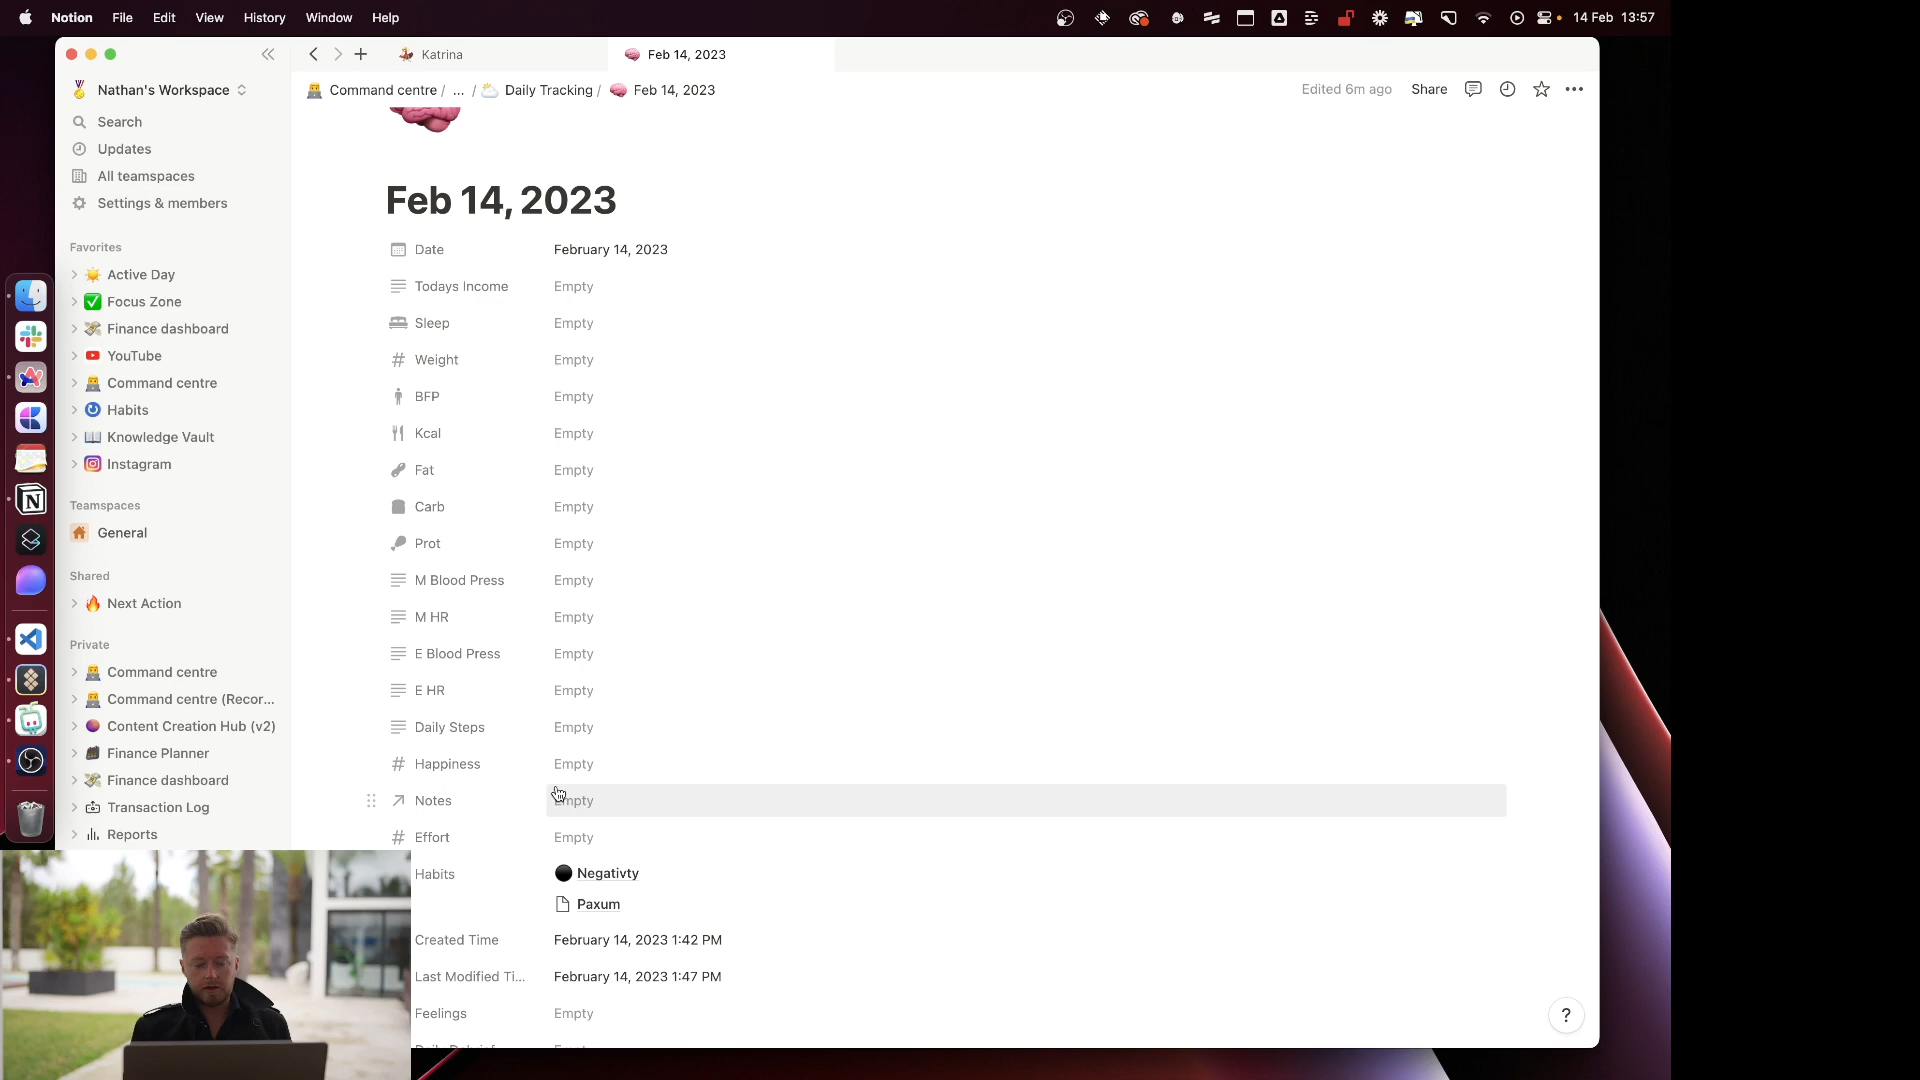 Notion File Edit View History Window Help
14 Feb 13:57
Katrina
Feb 14, 2023
Nathan's Workspace
Command centre / ... / Daily Tracking / Feb 14, 2023
Edited 6m ago Share
Search
Updates
All teamspaces
Settings & members
Favorites
Active Day
Focus Zone
Finance dashboard
YouTube
Command centre
Habits
Knowledge Vault
Instagram
Teamspaces
General
Shared
Next Action
Private
Command centre
Command centre (Recor...
Content Creation Hub (v2)
Finance Planner
Finance dashboard
Transaction Log
Reports
Feb 14, 2023
Date February 14, 2023
Todays Income Empty
Sleep Empty
Weight Empty
BFP Empty
Kcal Empty
Fat Empty
Carb Empty
Prot Empty
M Blood Press Empty
M HR Empty
E Blood Press Empty
E HR Empty
Daily Steps Empty
Happiness Empty
Notes Empty
Effort Empty
Habits Negativty
Paxum
Created Time February 14, 2023 1:42 PM
Last Modified Ti... February 14, 2023 1:47 PM
Feelings Empty
?